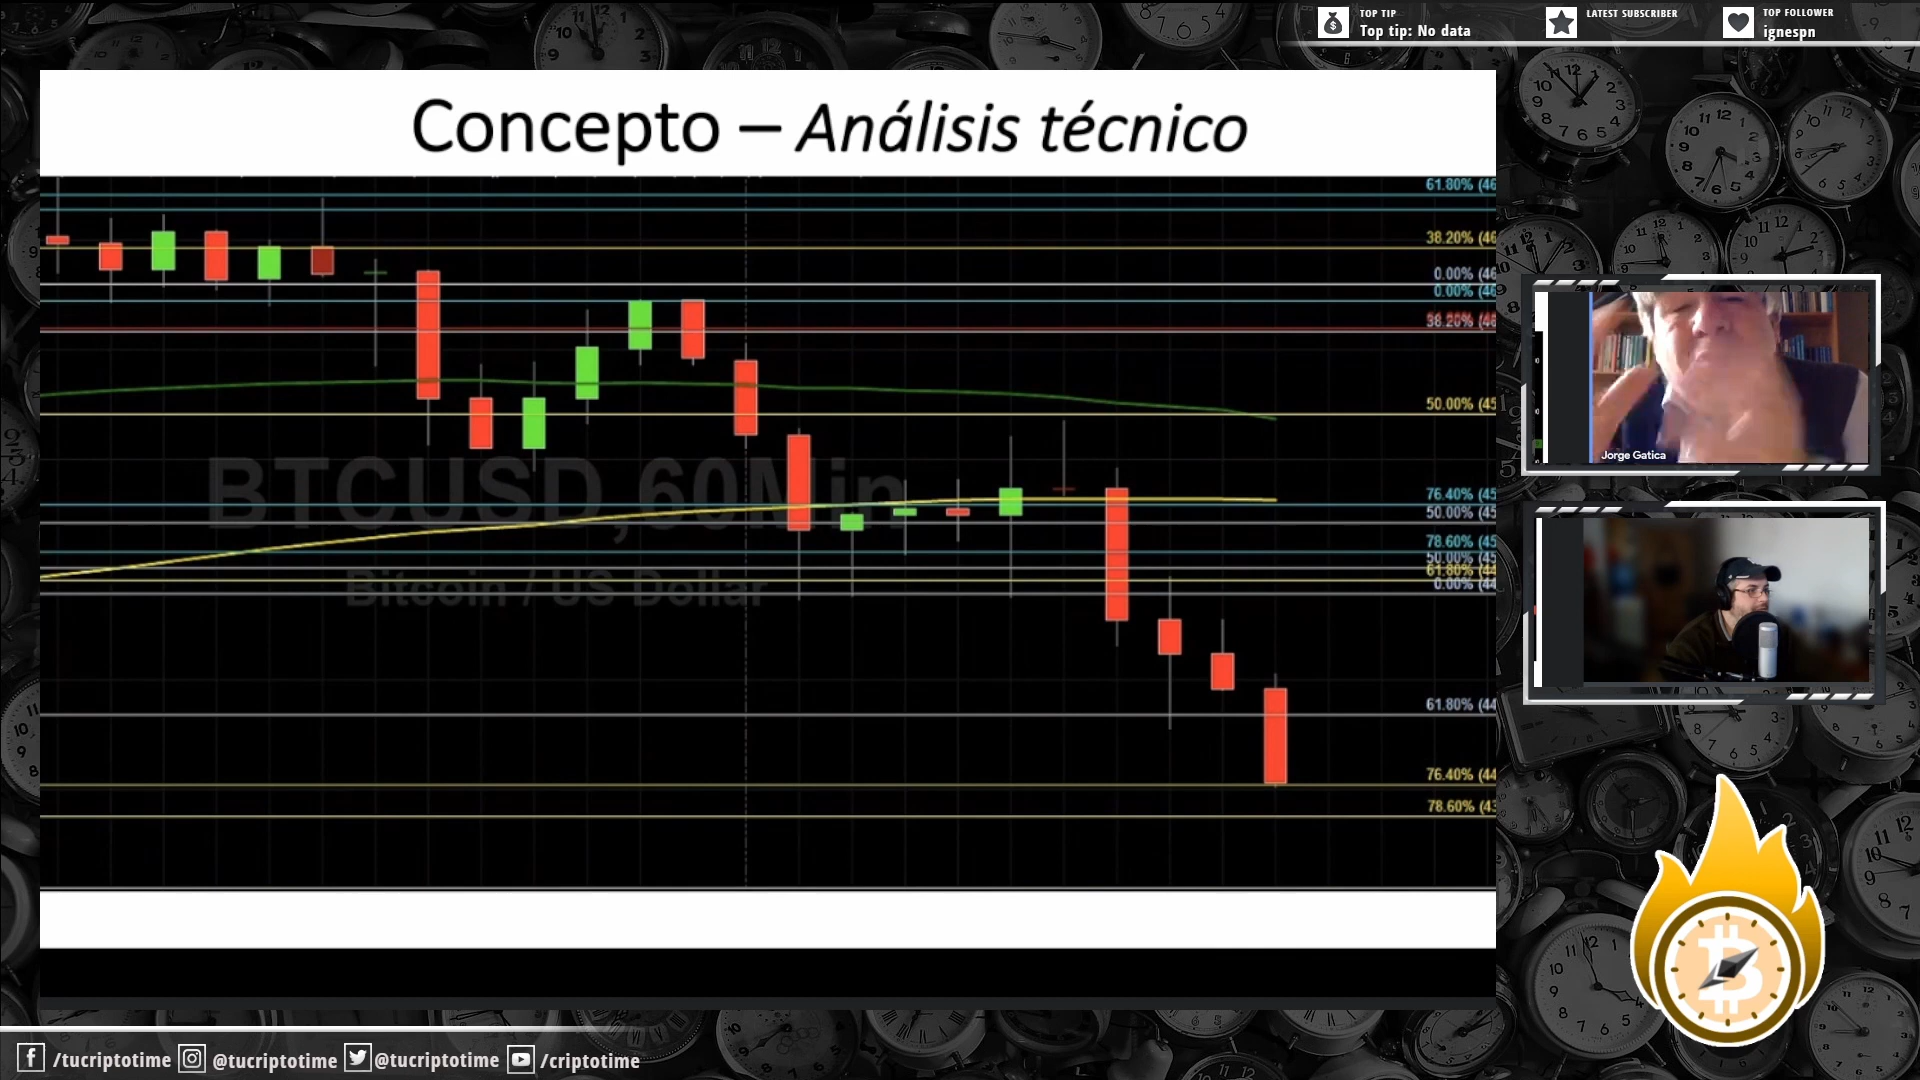 TOP TIP
Top tip: No data
LATEST SUBSCRIBER
TOP FOLLOWER
ignespn
Concepto – Análisis técnico
61.80% (46
38.20% (46
0.00% (46
0.00% (46
38.20% (46
50.00% (45
BTCUSD,60Min
Bitcoin / US Dollar
76.40% (45
50.00% (45
78.60% (45
50.00% (45
61.80% (44
0.00% (44
61.80% (44
76.40% (44
78.60% (43
Jorge Gatica
/tucriptotime
@tucriptotime
@tucriptotime
/criptotime